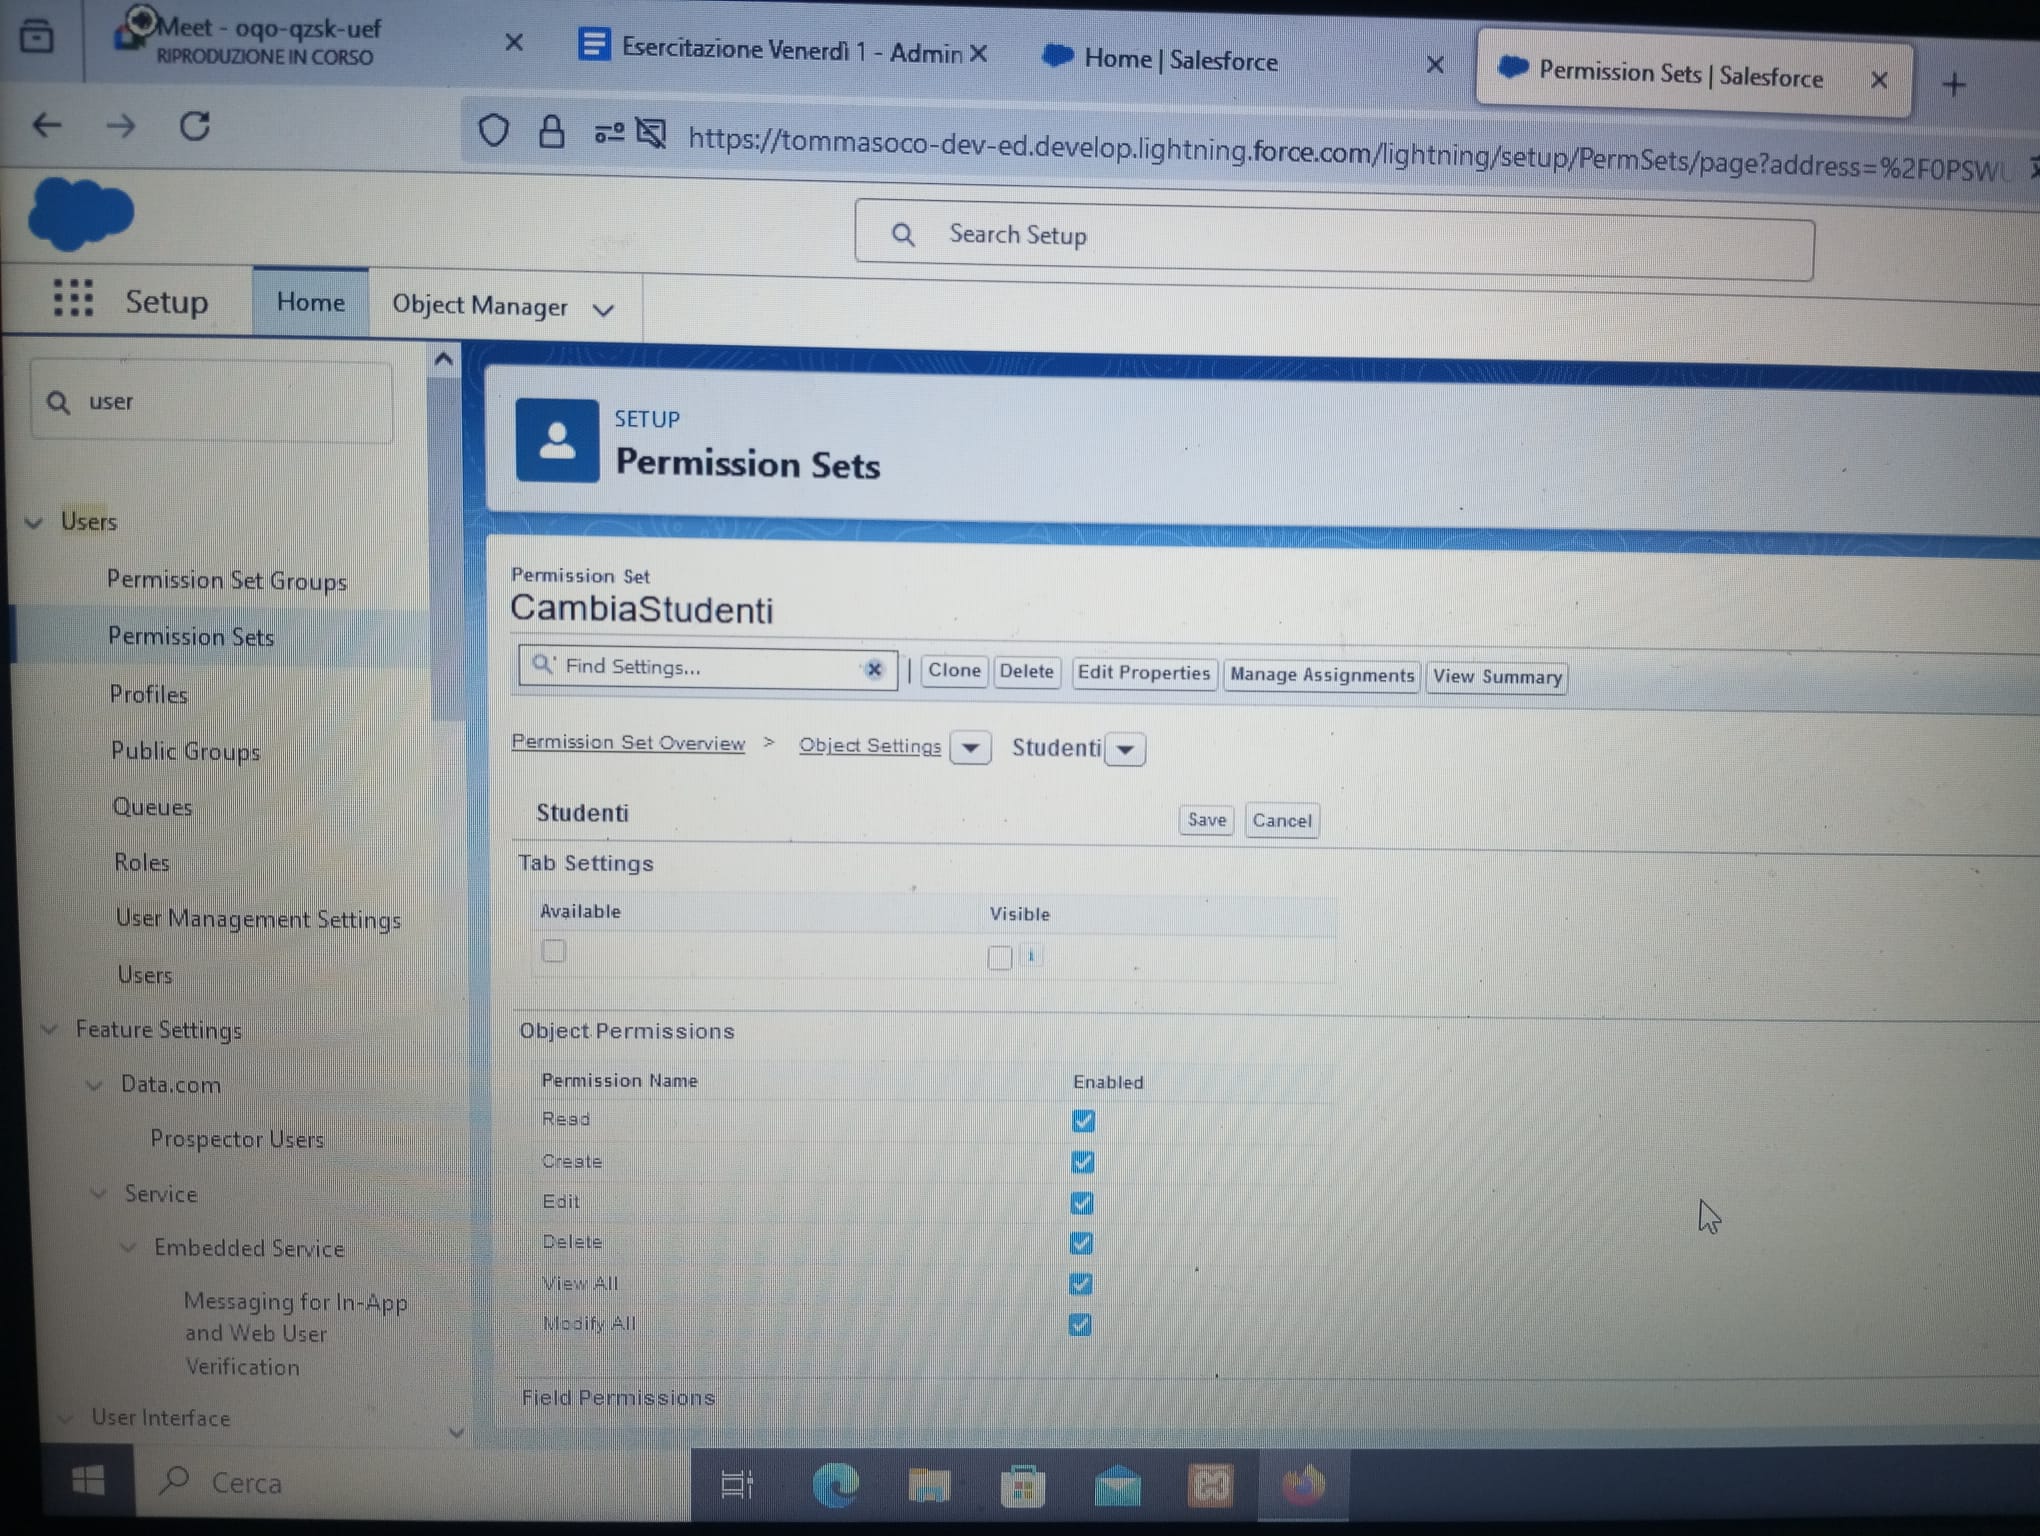 Meet - oqo-qzsk-uef
RIPRODUZIONE IN CORSO
Esercitazione Venerdì 1 - Admin
Home | Salesforce
Permission Sets | Salesforce
https://tommasoco-dev-ed.develop.lightning.force.com/lightning/setup/PermSets/page?address=%2F0PSWU
Search Setup
Setup
Home
Object Manager
user
SETUP
Permission Sets
Users
Permission Set Groups
Permission Sets
Profiles
Public Groups
Queues
Roles
User Management Settings
Users
Feature Settings
Data.com
Prospector Users
Service
Embedded Service
Messaging for In-App
and Web User
Verification
User Interface
Permission Set
CambiaStudenti
Find Settings...
Clone
Delete
Edit Properties
Manage Assignments
View Summary
Permission Set Overview > Object Settings Studenti
Studenti
Save
Cancel
Tab Settings
Available Visible
i
Object Permissions
Permission Name Enabled
Read
Create
Edit
Delete
View All
Modify All
Field Permissions
Cerca